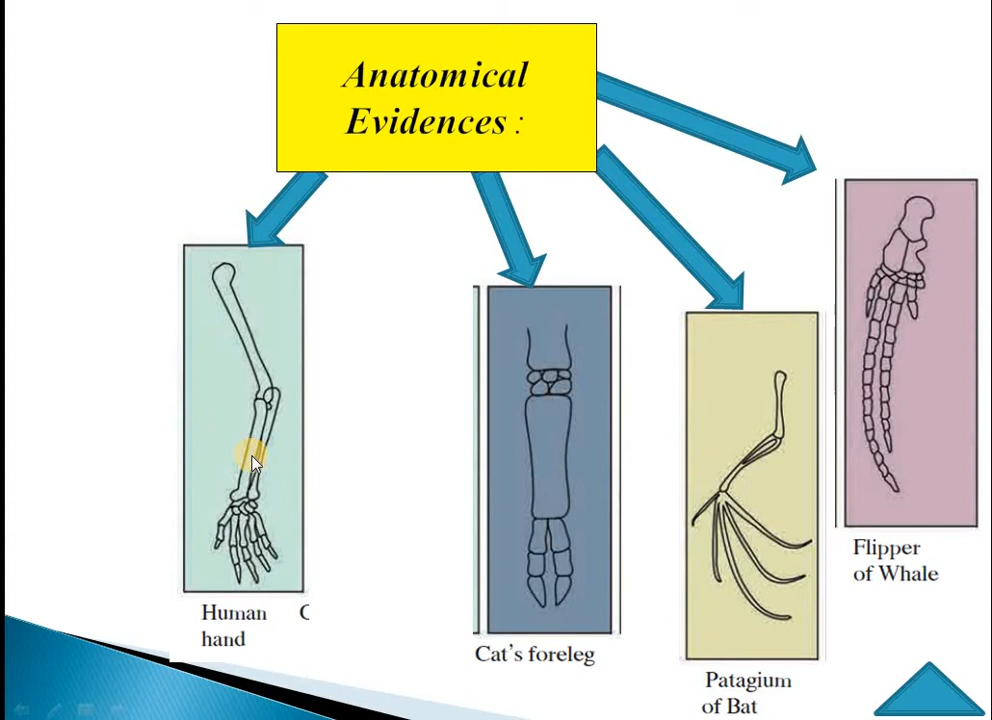 Anatomical
Evidences :
Human
hand
C
Cat's foreleg
Patagium
of Bat
Flipper
of Whale